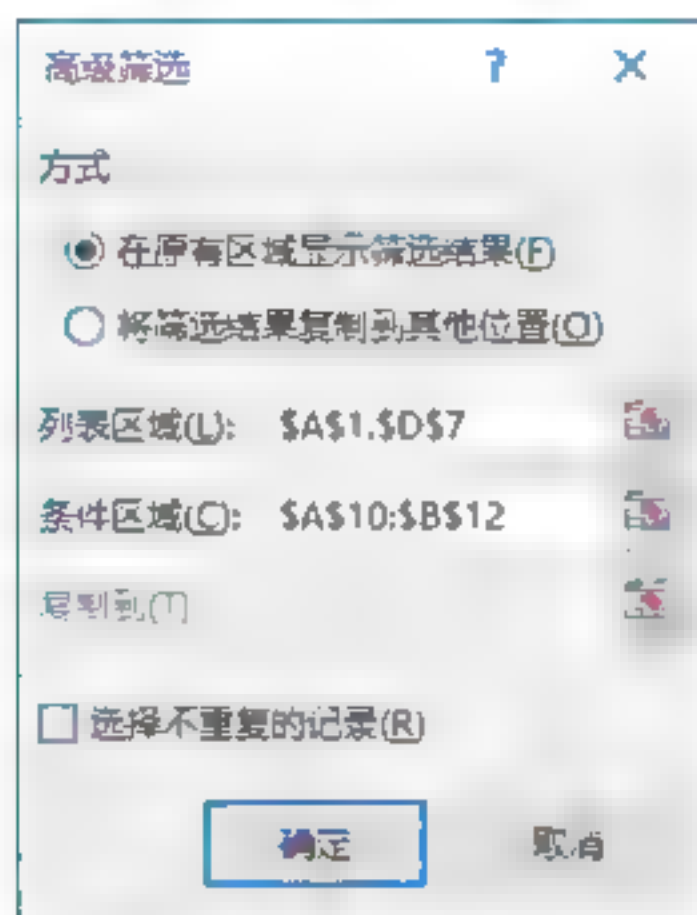 高级筛选 ? ×
方式
在原有区域显示筛选结果(F)
将筛选结果复制到其他位置(O)
列表区域(L): $A$1:$D$7
条件区域(C): $A$10:$B$12
复制到(T)
选择不重复的记录(R)
确定 取消